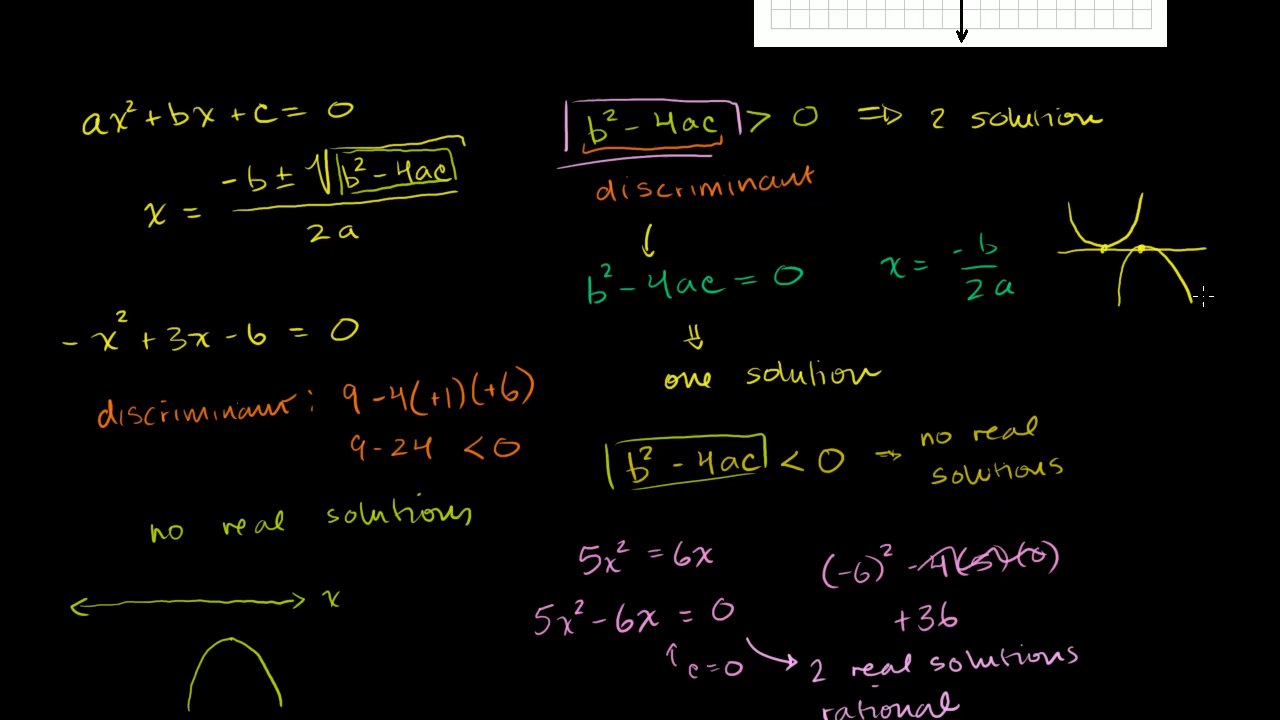 ax² + bx + c = 0
x = -b ± √(b² - 4ac) / 2a
-x² + 3x - 6 = 0
discriminant: 9 - 4(+1)(+6)
9 - 24 < 0
no real solutions
x
b² - 4ac > 0 ⇒ 2 solution
discriminant
↓
b² - 4ac = 0
x = -b / 2a
⇓
one solution
b² - 4ac < 0 → no real
solutions
5x² = 6x
5x² - 6x = 0
↑ c = 0
(-6)² - 4(5)(0)
+36
2 real solutions
rational